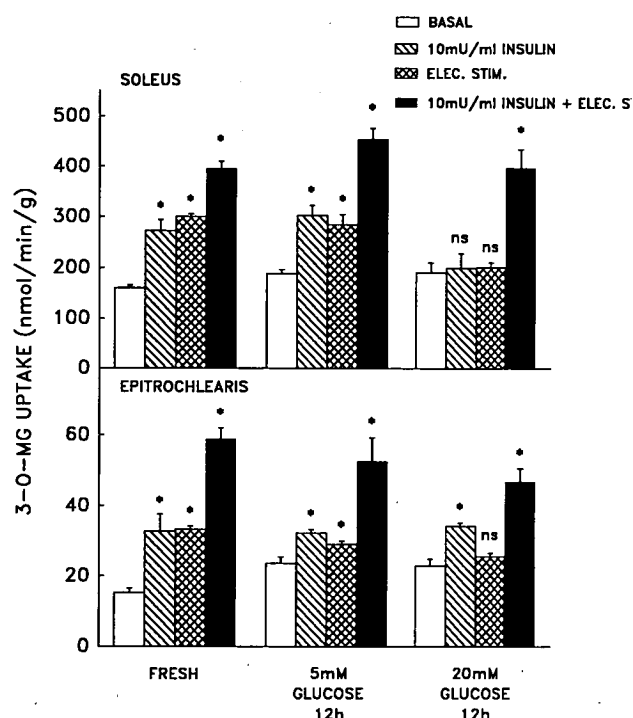 BASAL
10mU/ml INSULIN
ELEC. STIM.
10mU/ml INSULIN + ELEC. S
SOLEUS
500
400
300
200
100
0
* * *
* * *
ns ns *
EPITROCHLEARIS
60
40
20
0
* * *
* * *
* ns *
3-O-MG UPTAKE (nmol/min/g)
FRESH
5mM
GLUCOSE
12h
20mM
GLUCOSE
12h